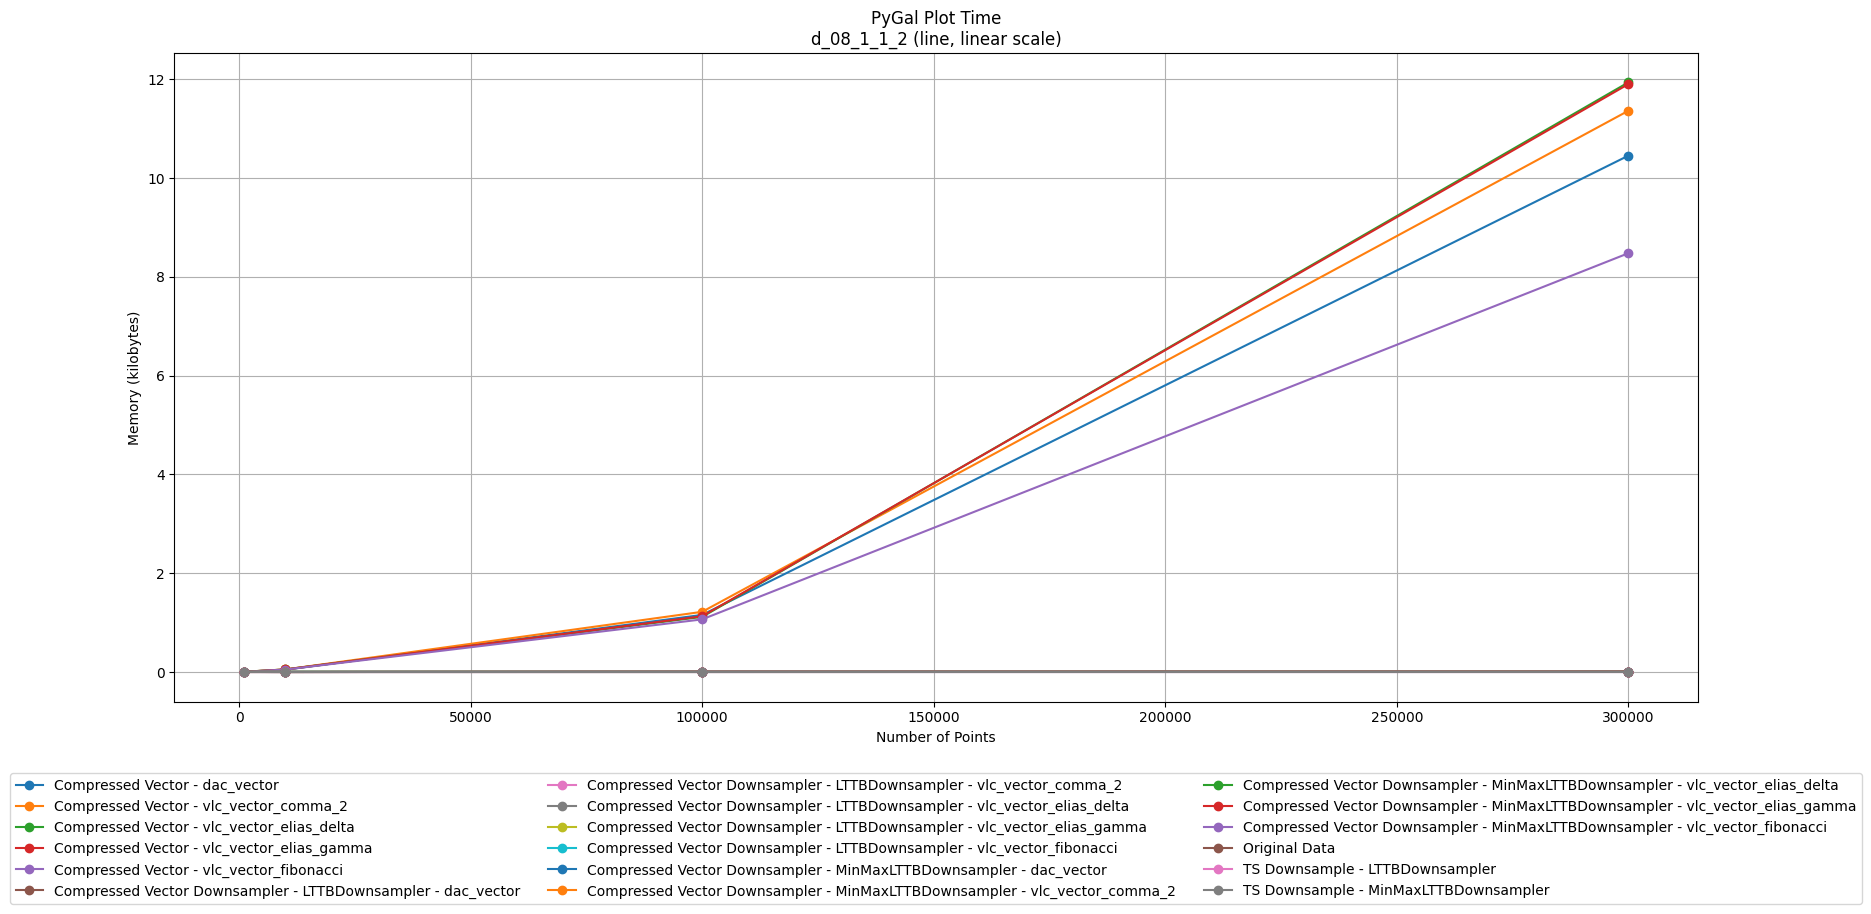 PyGal Plot Time
d_08_1_1_2 (line, linear scale)
12
10
8
6
4
2
0
Memory (kilobytes)
0 50000 100000 150000 200000 250000 300000
Number of Points
Compressed Vector - dac_vector
Compressed Vector - vlc_vector_comma_2
Compressed Vector - vlc_vector_elias_delta
Compressed Vector - vlc_vector_elias_gamma
Compressed Vector - vlc_vector_fibonacci
Compressed Vector Downsampler - LTTBDownsampler - dac_vector
Compressed Vector Downsampler - LTTBDownsampler - vlc_vector_comma_2
Compressed Vector Downsampler - LTTBDownsampler - vlc_vector_elias_delta
Compressed Vector Downsampler - LTTBDownsampler - vlc_vector_elias_gamma
Compressed Vector Downsampler - LTTBDownsampler - vlc_vector_fibonacci
Compressed Vector Downsampler - MinMaxLTTBDownsampler - dac_vector
Compressed Vector Downsampler - MinMaxLTTBDownsampler - vlc_vector_comma_2
Compressed Vector Downsampler - MinMaxLTTBDownsampler - vlc_vector_elias_delta
Compressed Vector Downsampler - MinMaxLTTBDownsampler - vlc_vector_elias_gamma
Compressed Vector Downsampler - MinMaxLTTBDownsampler - vlc_vector_fibonacci
Original Data
TS Downsample - LTTBDownsampler
TS Downsample - MinMaxLTTBDownsampler